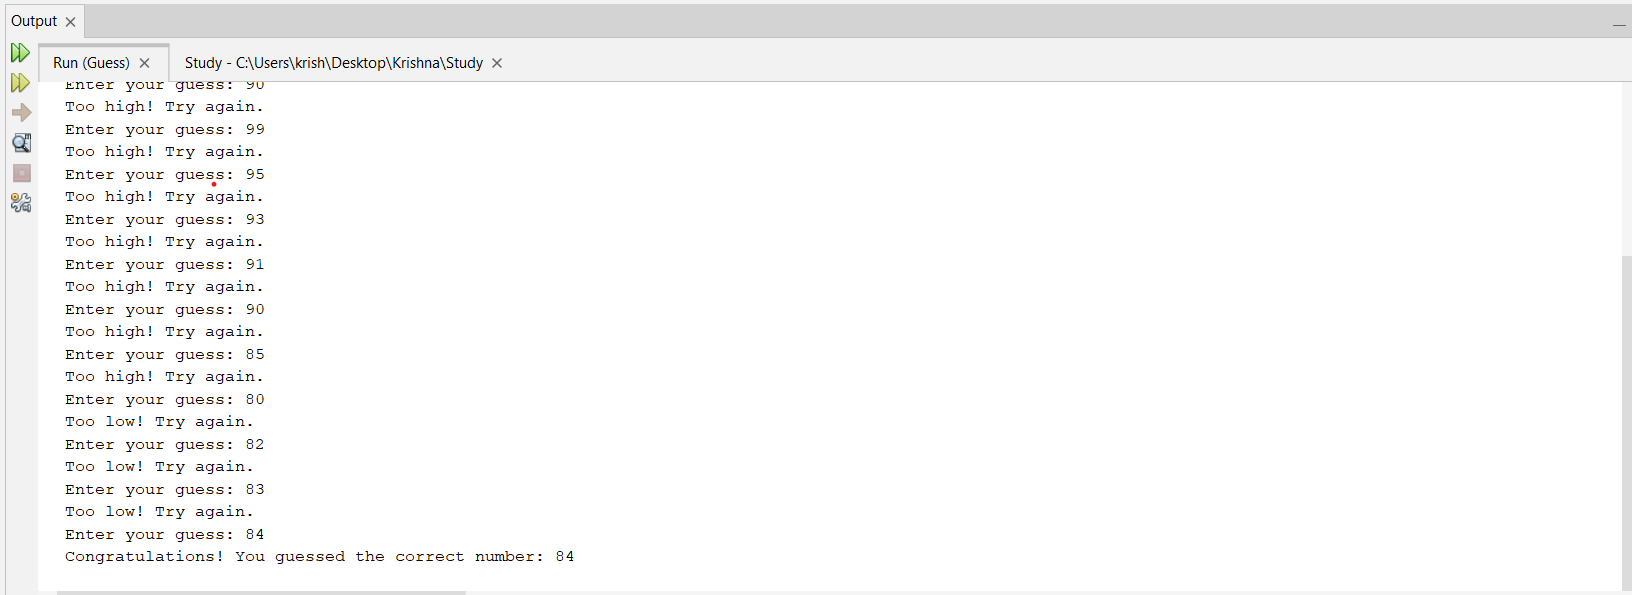 Output
Run (Guess) Study - C:\Users\krish\Desktop\Krishna\Study
Enter your guess: 90
Too high! Try again.
Enter your guess: 99
Too high! Try again.
Enter your guess: 95
Too high! Try again.
Enter your guess: 93
Too high! Try again.
Enter your guess: 91
Too high! Try again.
Enter your guess: 90
Too high! Try again.
Enter your guess: 85
Too high! Try again.
Enter your guess: 80
Too low! Try again.
Enter your guess: 82
Too low! Try again.
Enter your guess: 83
Too low! Try again.
Enter your guess: 84
Congratulations! You guessed the correct number: 84